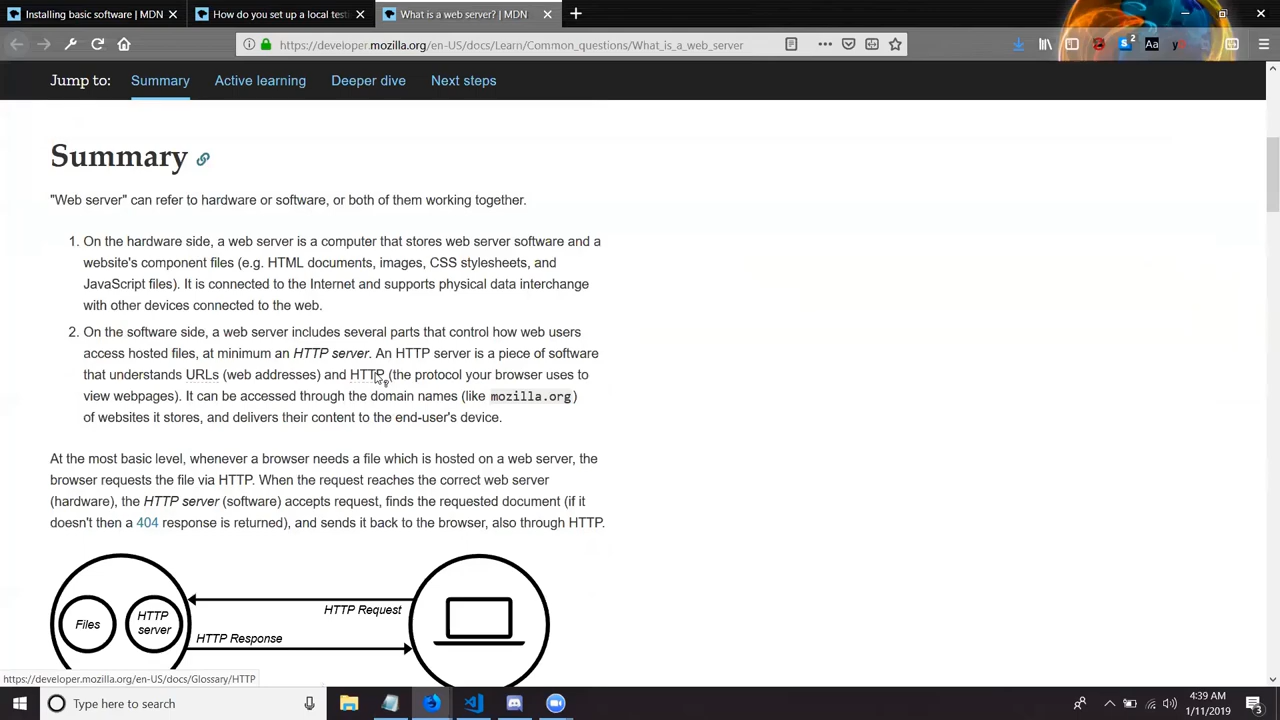 Installing basic software | MDN
How do you set up a local testi
What is a web server? | MDN
https://developer.mozilla.org/en-US/docs/Learn/Common_questions/What_is_a_web_server
2
Aa
Jump to: Summary Active learning Deeper dive Next steps
Summary
"Web server" can refer to hardware or software, or both of them working together.
1. On the hardware side, a web server is a computer that stores web server software and a
website's component files (e.g. HTML documents, images, CSS stylesheets, and
JavaScript files). It is connected to the Internet and supports physical data interchange
with other devices connected to the web.
2. On the software side, a web server includes several parts that control how web users
access hosted files, at minimum an HTTP server. An HTTP server is a piece of software
that understands URLs (web addresses) and HTTP (the protocol your browser uses to
view webpages). It can be accessed through the domain names (like mozilla.org)
of websites it stores, and delivers their content to the end-user's device.
At the most basic level, whenever a browser needs a file which is hosted on a web server, the
browser requests the file via HTTP. When the request reaches the correct web server
(hardware), the HTTP server (software) accepts request, finds the requested document (if it
doesn't then a 404 response is returned), and sends it back to the browser, also through HTTP.
Files
HTTP
server
HTTP Request
HTTP Response
https://developer.mozilla.org/en-US/docs/Glossary/HTTP
Type here to search
4:39 AM
1/11/2019
3